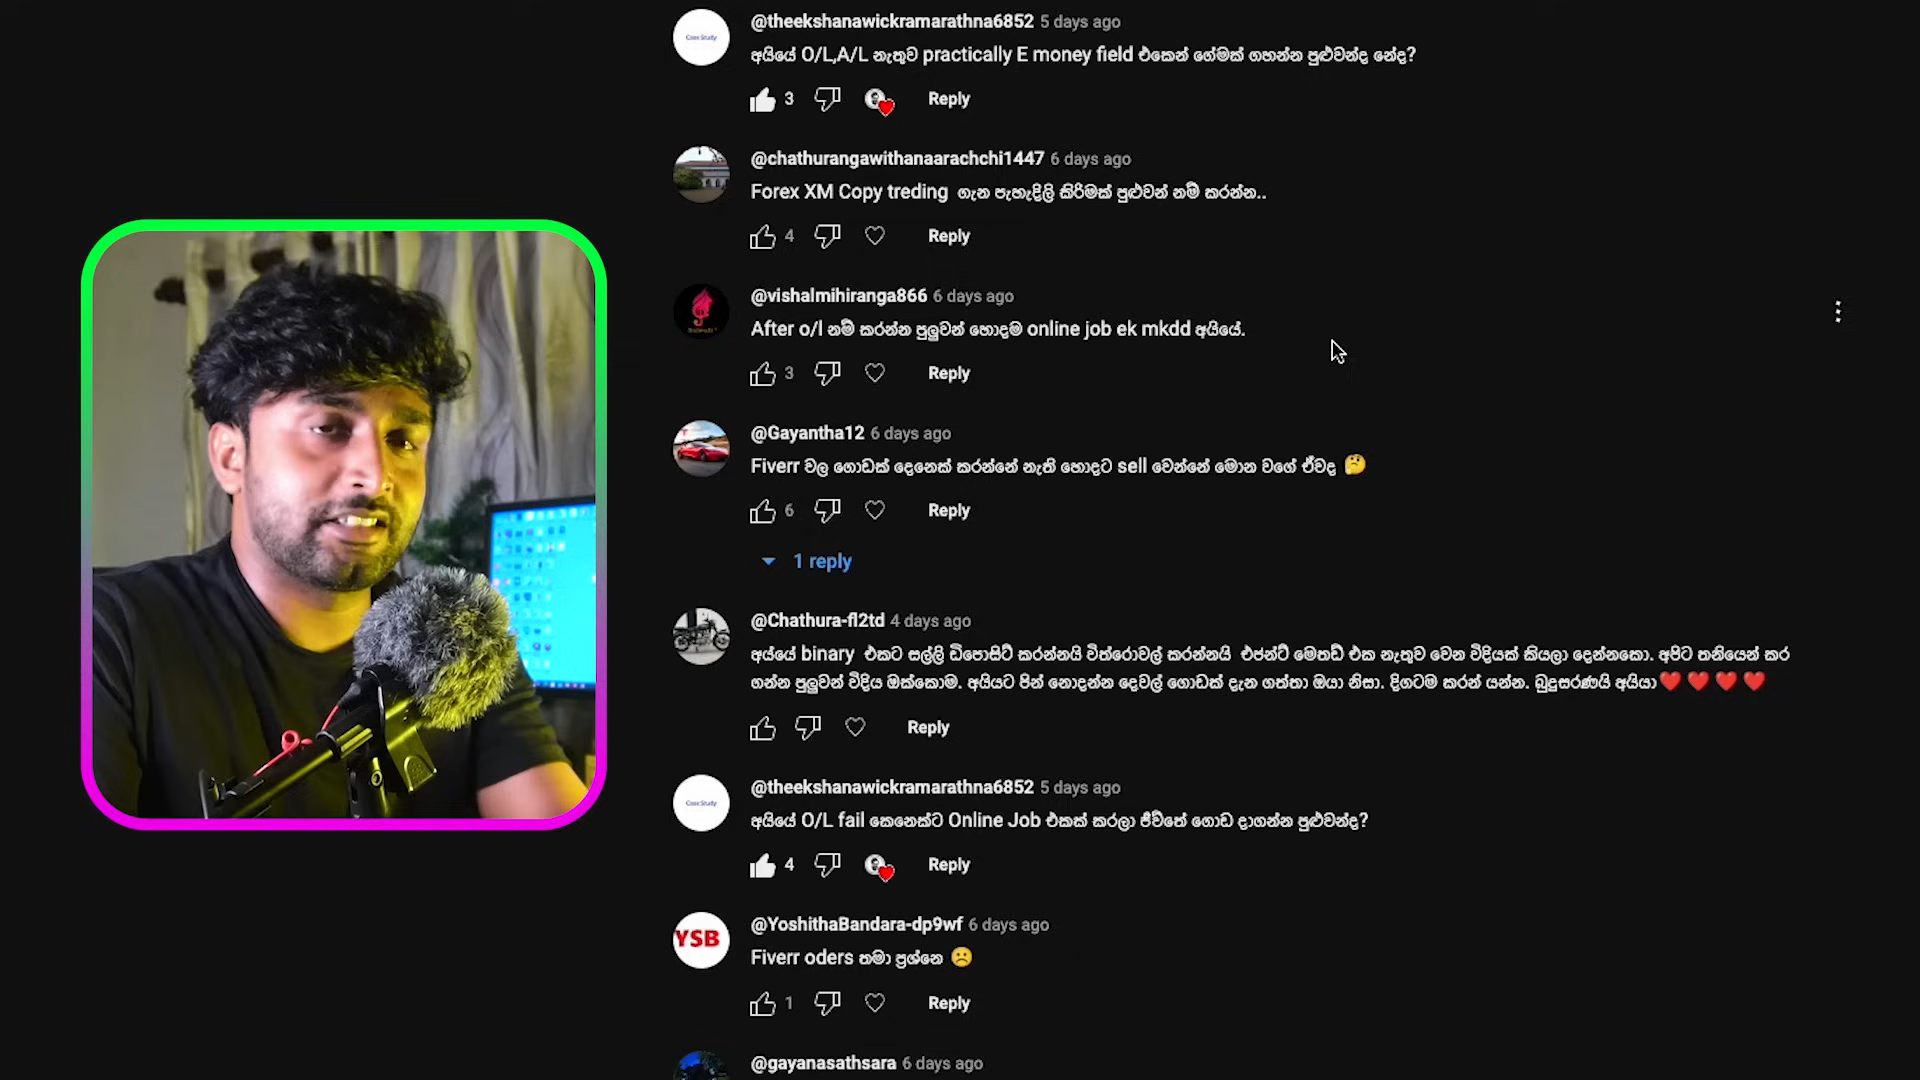 @theekshanawickramarathna6852 5 days ago
Case Study
අයියේ O/L,A/L නැතුව practically E money field එකෙන් ගේමක් ගහන්න පුළුවන්ද නේද?
3 Reply
@chathurangawithanaarachchi1447 6 days ago
Forex XM Copy treding ගැන පැහැදිලි කිරිමක් පුළුවන් නම් කරන්න..
4 Reply
@vishalmihiranga866 6 days ago
After o/l නම් කරන්න පුලුවන් හොදම online job ek mkdd අයියේ.
3 Reply
@Gayantha12 6 days ago
Fiverr වල ගොඩක් දෙනෙක් කරන්නේ නැති හොදට sell වෙන්නේ මොන වගේ ඒවද 🤔
6 Reply
1 reply
@Chathura-fl2td 4 days ago
අය්යේ binary එකට සල්ලි ඩිපොසිට් කරන්නයි විත්රොවල් කරන්නයි එජන්ට් මෙතඩ් එක නැතුව වෙන විදියක් කියලා දෙන්නකො. අපිට තනියෙන් කර
ගන්න පුලුවන් විදිය ඔක්කොම. අයියට පින් නොදන්න දෙවල් ගොඩක් දැන ගත්තා ඔයා නිසා. දිගටම කරන් යන්න. බුදුසරණයි අයියා❤️❤️❤️❤️
Reply
@theekshanawickramarathna6852 5 days ago
Case Study
අයියේ O/L fail කෙනෙක්ට Online Job එකක් කරලා ජීවිතේ ගොඩ දාගන්න පුළුවන්ද?
4 Reply
@YoshithaBandara-dp9wf 6 days ago
YSB
Fiverr oders තමා ප්‍රශ්නෙ ☹️
1 Reply
@gayanasathsara 6 days ago